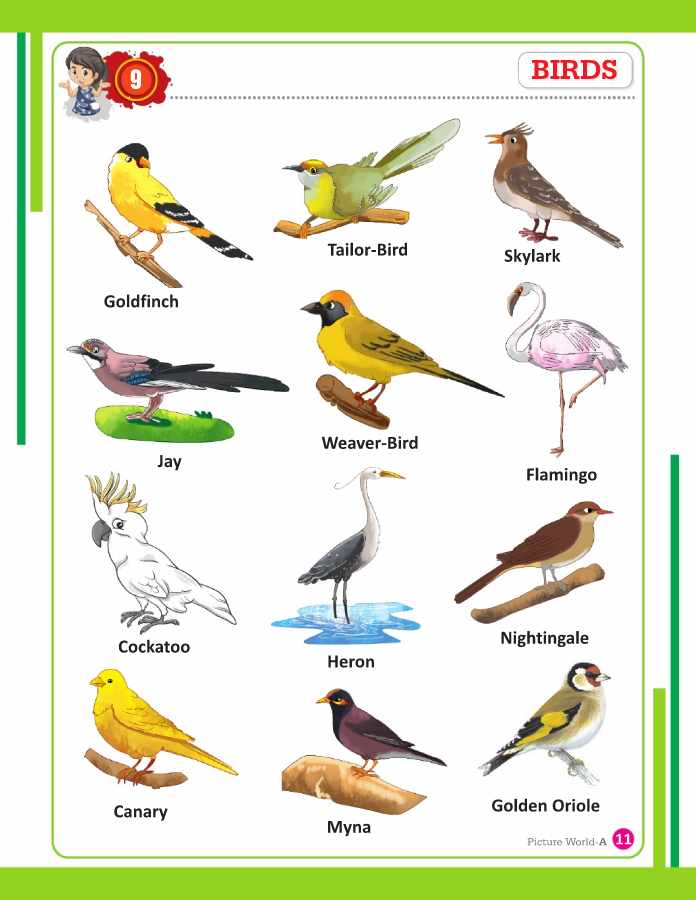 9
BIRDS
Goldfinch
Tailor-Bird
Skylark
Jay
Weaver-Bird
Flamingo
Cockatoo
Heron
Nightingale
Canary
Myna
Golden Oriole
Picture World-A 11